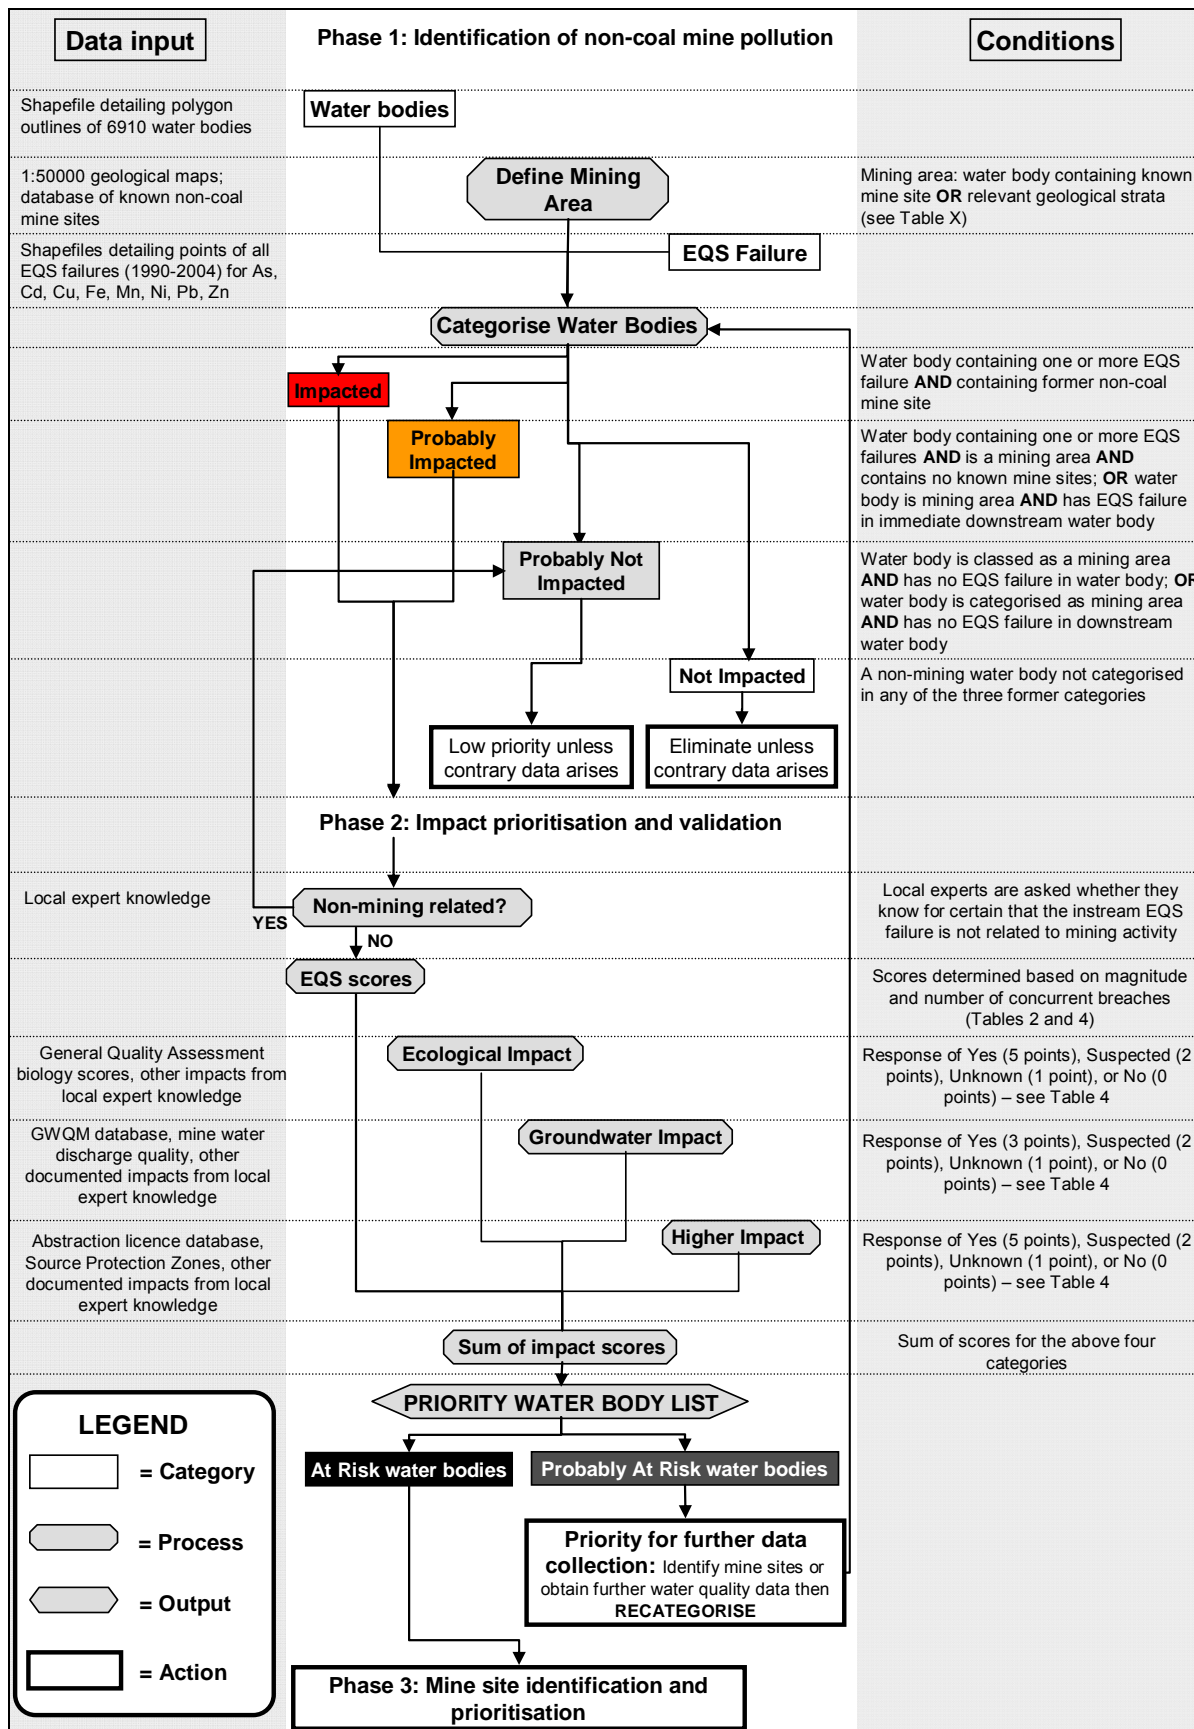 Data input
Phase 1: Identification of non-coal mine pollution
Conditions
Shapefile detailing polygon
outlines of 6910 water bodies
Water bodies
1:50000 geological maps;
database of known non-coal
mine sites
Define Mining
Area
Mining area: water body containing known
mine site OR relevant geological strata
(see Table X)
Shapefiles detailing points of all
EQS failures (1990-2004) for As,
Cd, Cu, Fe, Mn, Ni, Pb, Zn
EQS Failure
Categorise Water Bodies
Impacted
Water body containing one or more EQS
failure AND containing former non-coal
mine site
Probably
Impacted
Water body containing one or more EQS
failures AND is a mining area AND
contains no known mine sites; OR water
body is mining area AND has EQS failure
in immediate downstream water body
Probably Not
Impacted
Water body is classed as a mining area
AND has no EQS failure in water body; OR
water body is categorised as mining area
AND has no EQS failure in downstream
water body
Not Impacted
A non-mining water body not categorised
in any of the three former categories
Low priority unless
contrary data arises
Eliminate unless
contrary data arises
Phase 2: Impact prioritisation and validation
Local expert knowledge
Non-mining related?
YES
NO
Local experts are asked whether they
know for certain that the instream EQS
failure is not related to mining activity
EQS scores
Scores determined based on magnitude
and number of concurrent breaches
(Tables 2 and 4)
General Quality Assessment
biology scores, other impacts from
local expert knowledge
Ecological Impact
Response of Yes (5 points), Suspected (2
points), Unknown (1 point), or No (0
points) – see Table 4
GWQM database, mine water
discharge quality, other
documented impacts from local
expert knowledge
Groundwater Impact
Response of Yes (3 points), Suspected (2
points), Unknown (1 point), or No (0
points) – see Table 4
Abstraction licence database,
Source Protection Zones, other
documented impacts from local
expert knowledge
Higher Impact
Response of Yes (5 points), Suspected (2
points), Unknown (1 point), or No (0
points) – see Table 4
Sum of impact scores
Sum of scores for the above four
categories
PRIORITY WATER BODY LIST
At Risk water bodies
Probably At Risk water bodies
Priority for further data
collection: Identify mine sites or
obtain further water quality data then
RECATEGORISE
Phase 3: Mine site identification and
prioritisation
LEGEND
= Category
= Process
= Output
= Action